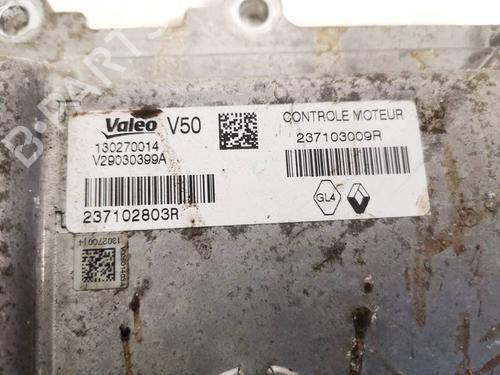 Valeo V50
130270014
V29030399A
237102803R
CONTROLE MOTEUR
237103009R
GL4
130270014
B-PARTS